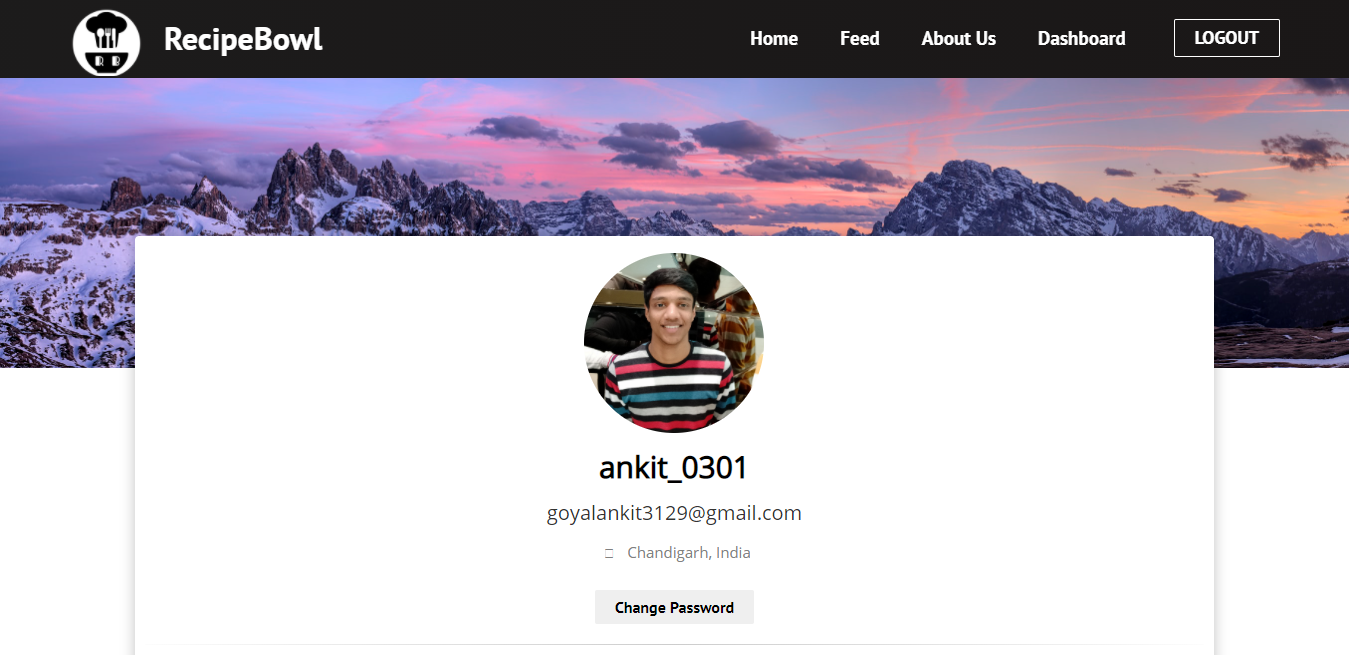 R B
RecipeBowl
Home Feed About Us Dashboard LOGOUT
ankit_0301
goyalankit3129@gmail.com
Chandigarh, India
Change Password